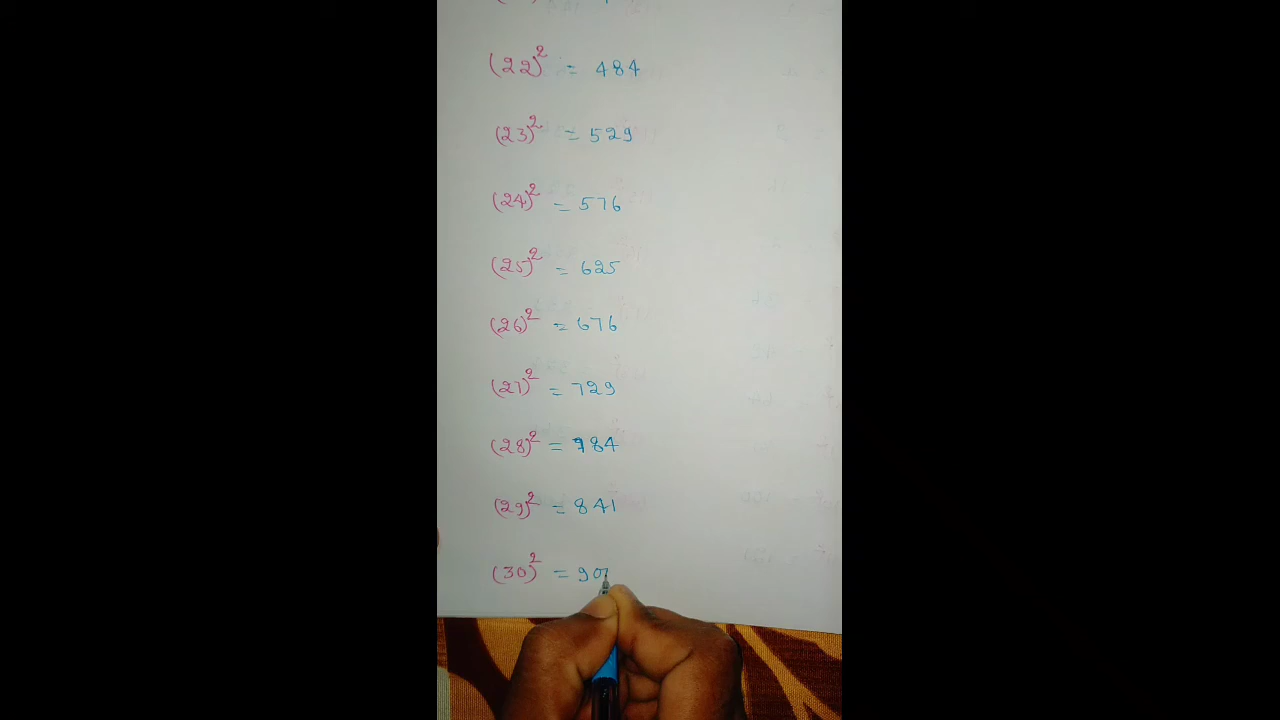 (22)² = 484
(23)² = 529
(24)² = 576
(25)² = 625
(26)² = 676
(27)² = 729
(28)² = 784
(29)² = 841
(30)² = 90